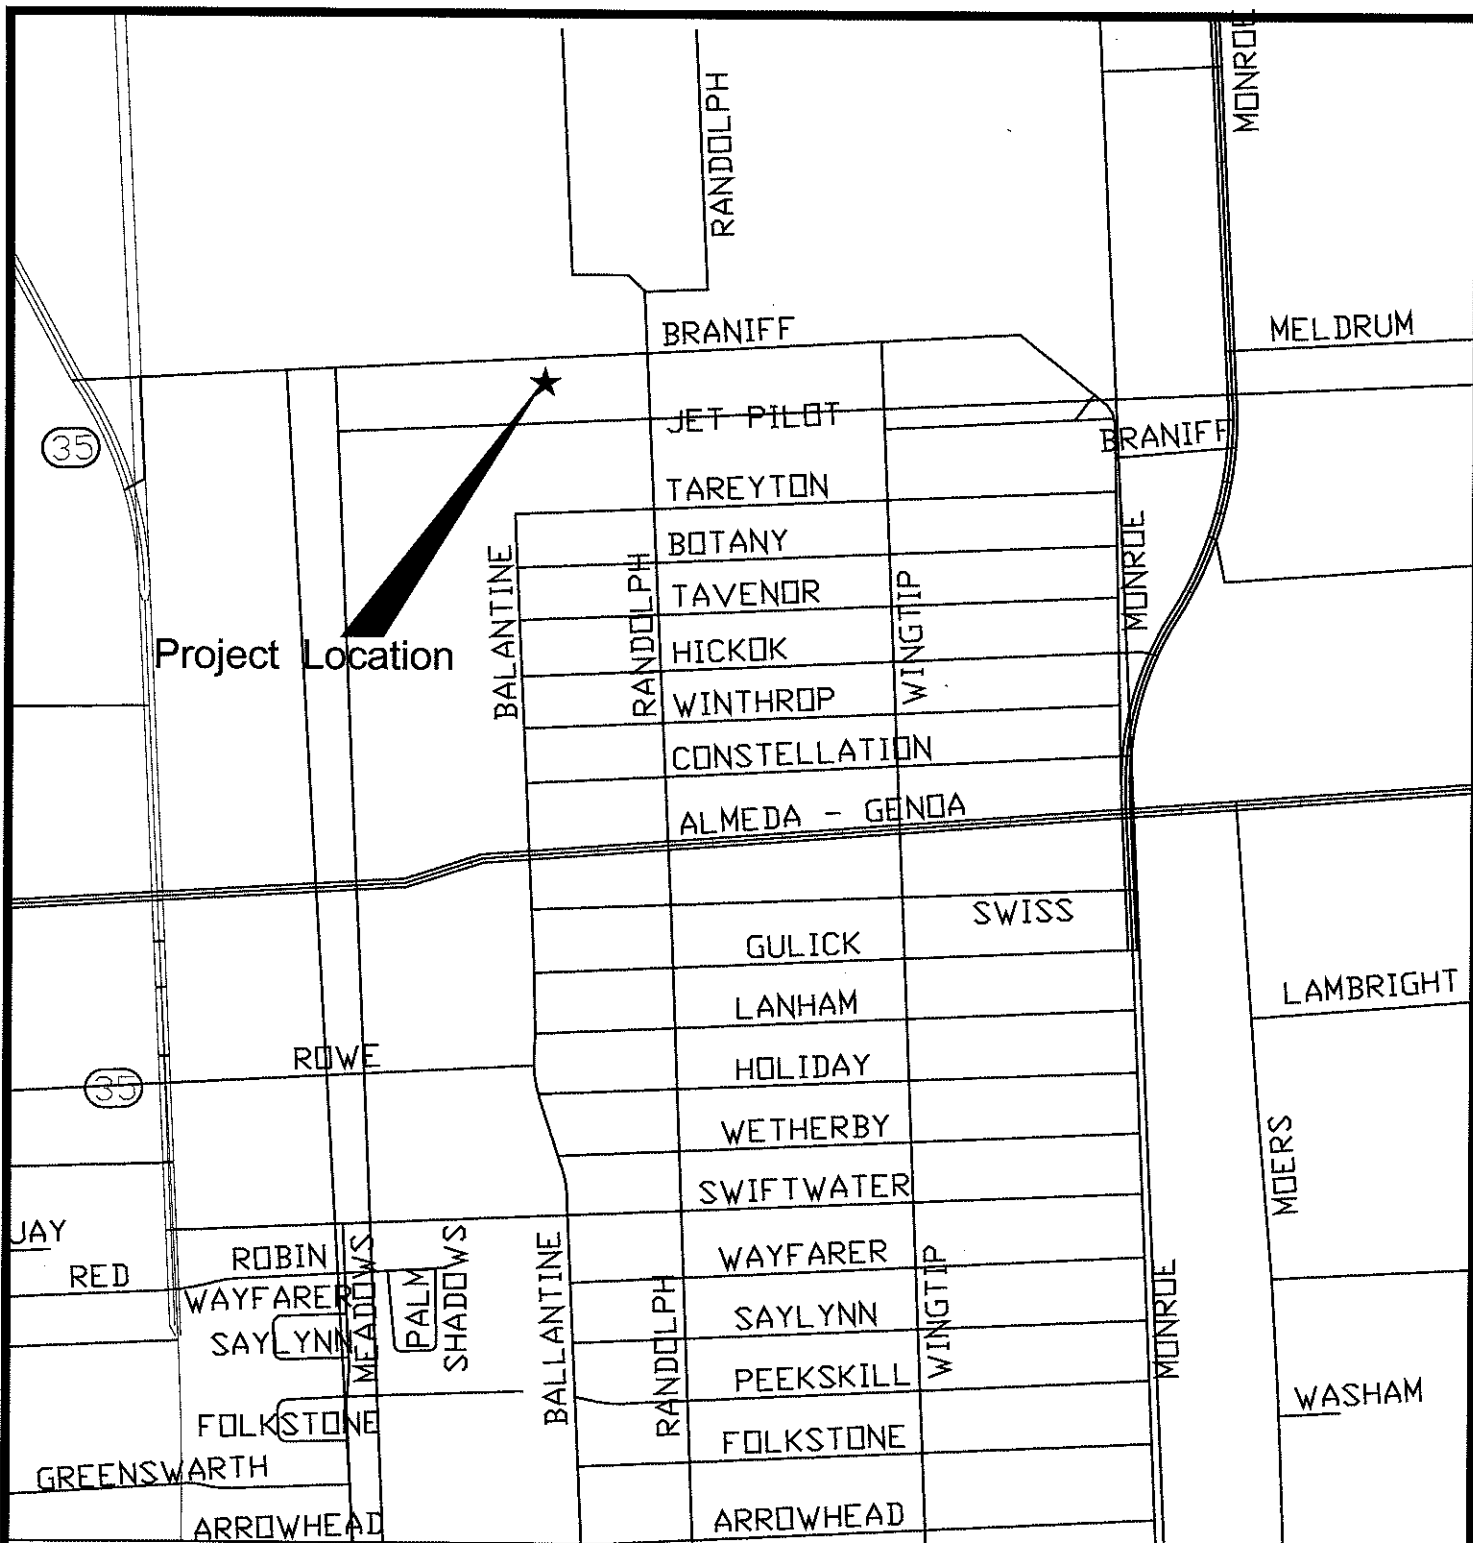 MONROE
RANDOLPH
BRANIFF
MELDRUM
JET PILOT
BRANIFF
35
TAREYTON
BOTANY
BALANTINE
RANDOLPH
TAVENOR
WINGTIP
MONROE
Project Location
HICKOK
WINTHROP
CONSTELLATION
ALMEDA - GENOA
SWISS
GULICK
LAMBRIGHT
LANHAM
ROWE
HOLIDAY
35
WETHERBY
MOERS
SWIFTWATER
JAY
ROBIN
WAYFARER
RED
WAYFARER
MEADOWS
PALM
SHADOWS
BALLANTINE
RANDOLPH
WINGTIP
MONROE
SAYLYNN
SAYLYNN
PEEKSKILL
WASHAM
FOLKSTONE
FOLKSTONE
GREENSWARTH
ARROWHEAD
ARROWHEAD